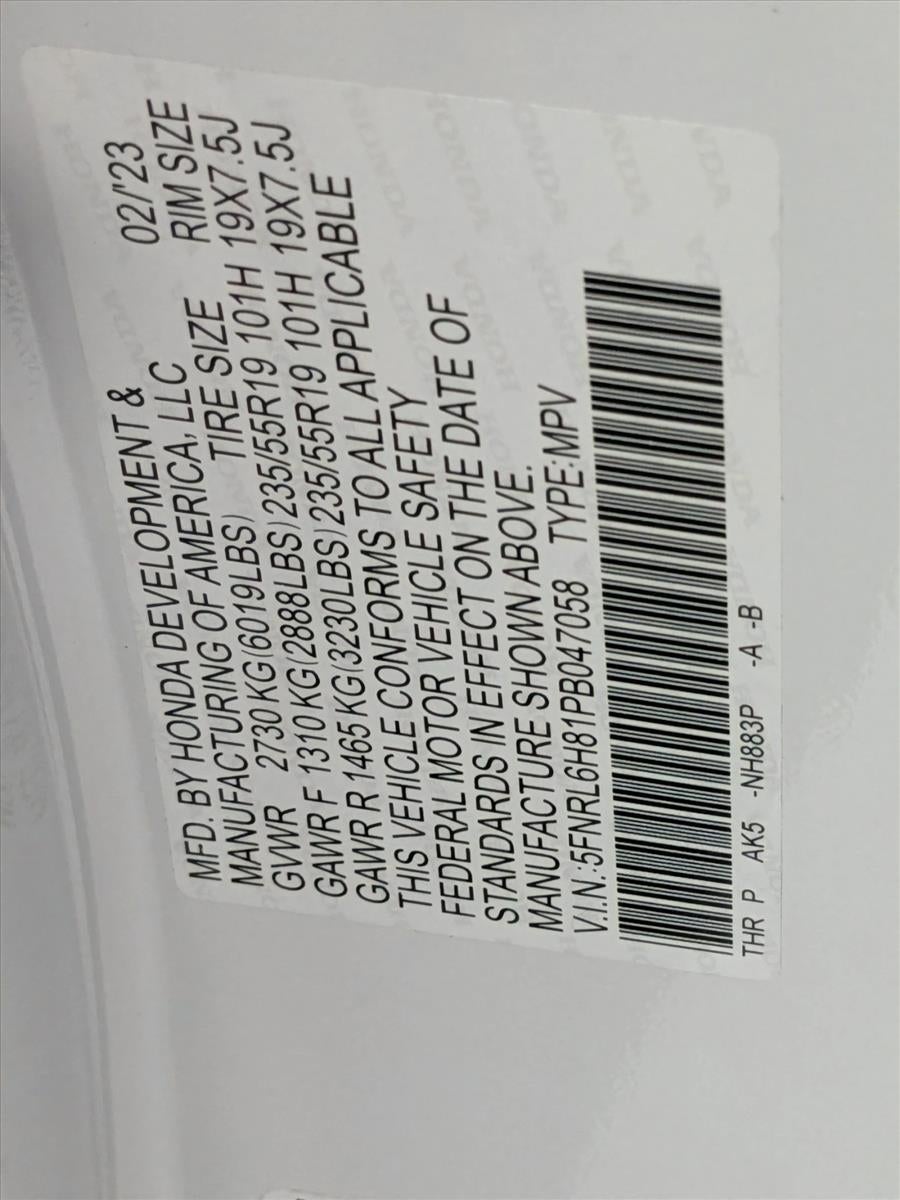 MFD. BY HONDA DEVELOPMENT & 02/'23
MANUFACTURING OF AMERICA, LLC RIM SIZE
GVWR 2730 KG(6019LBS) TIRE SIZE 19X7.5J
GAWR F 1310 KG(2888LBS) 235/55R19 101H 19X7.5J
GAWR R 1465 KG(3230LBS) 235/55R19 101H
THIS VEHICLE CONFORMS TO ALL APPLICABLE
FEDERAL MOTOR VEHICLE SAFETY
STANDARDS IN EFFECT ON THE DATE OF
MANUFACTURE SHOWN ABOVE.
V.I.N.:5FNRL6H81PB047058 TYPE:MPV
THR P AK5 -NH883P -A -B